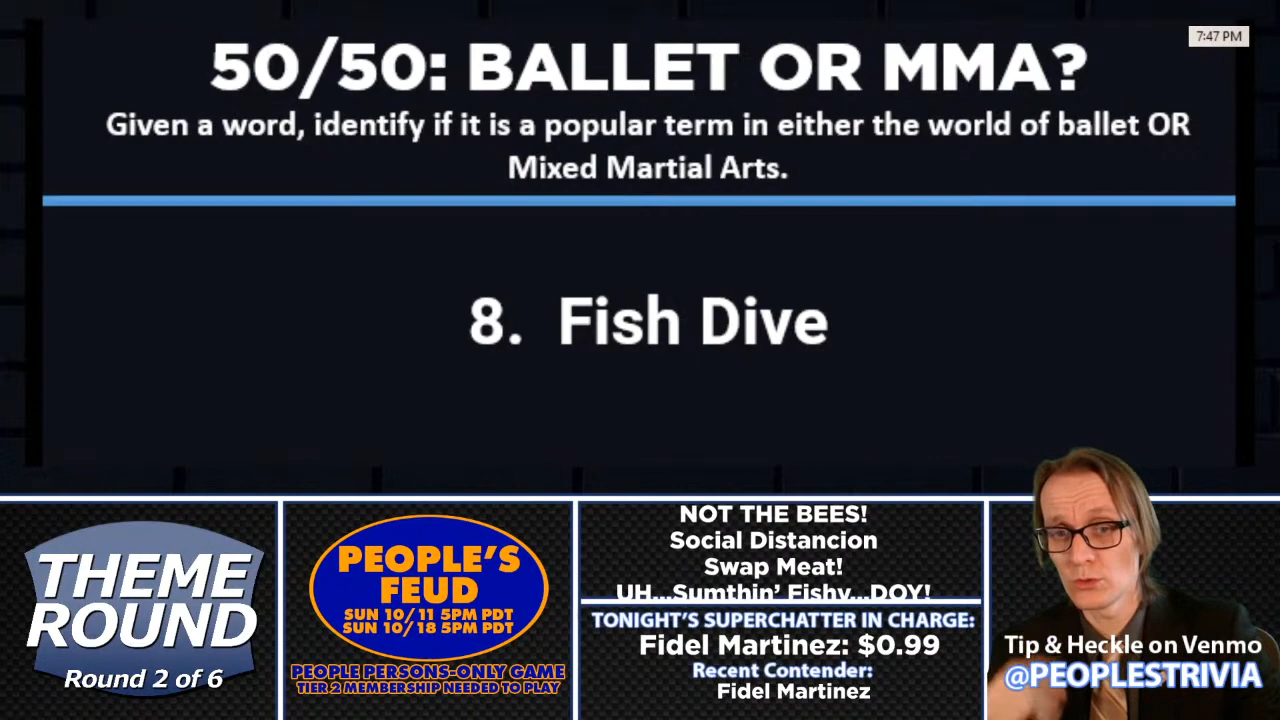 7:47 PM
50/50: BALLET OR MMA?
Given a word, identify if it is a popular term in either the world of ballet OR
Mixed Martial Arts.
8. Fish Dive
THEME
ROUND
Round 2 of 6
PEOPLE'S
FEUD
SUN 10/11 5PM PDT
SUN 10/18 5PM PDT
PEOPLE PERSONS-ONLY GAME
TIER 2 MEMBERSHIP NEEDED TO PLAY
NOT THE BEES!
Social Distancion
Swap Meat!
UH...Sumthin' Fishy...DOY!
TONIGHT'S SUPERCHATTER IN CHARGE:
Fidel Martinez: $0.99
Recent Contender:
Fidel Martinez
Tip & Heckle on Venmo
@PEOPLESTRIVIA